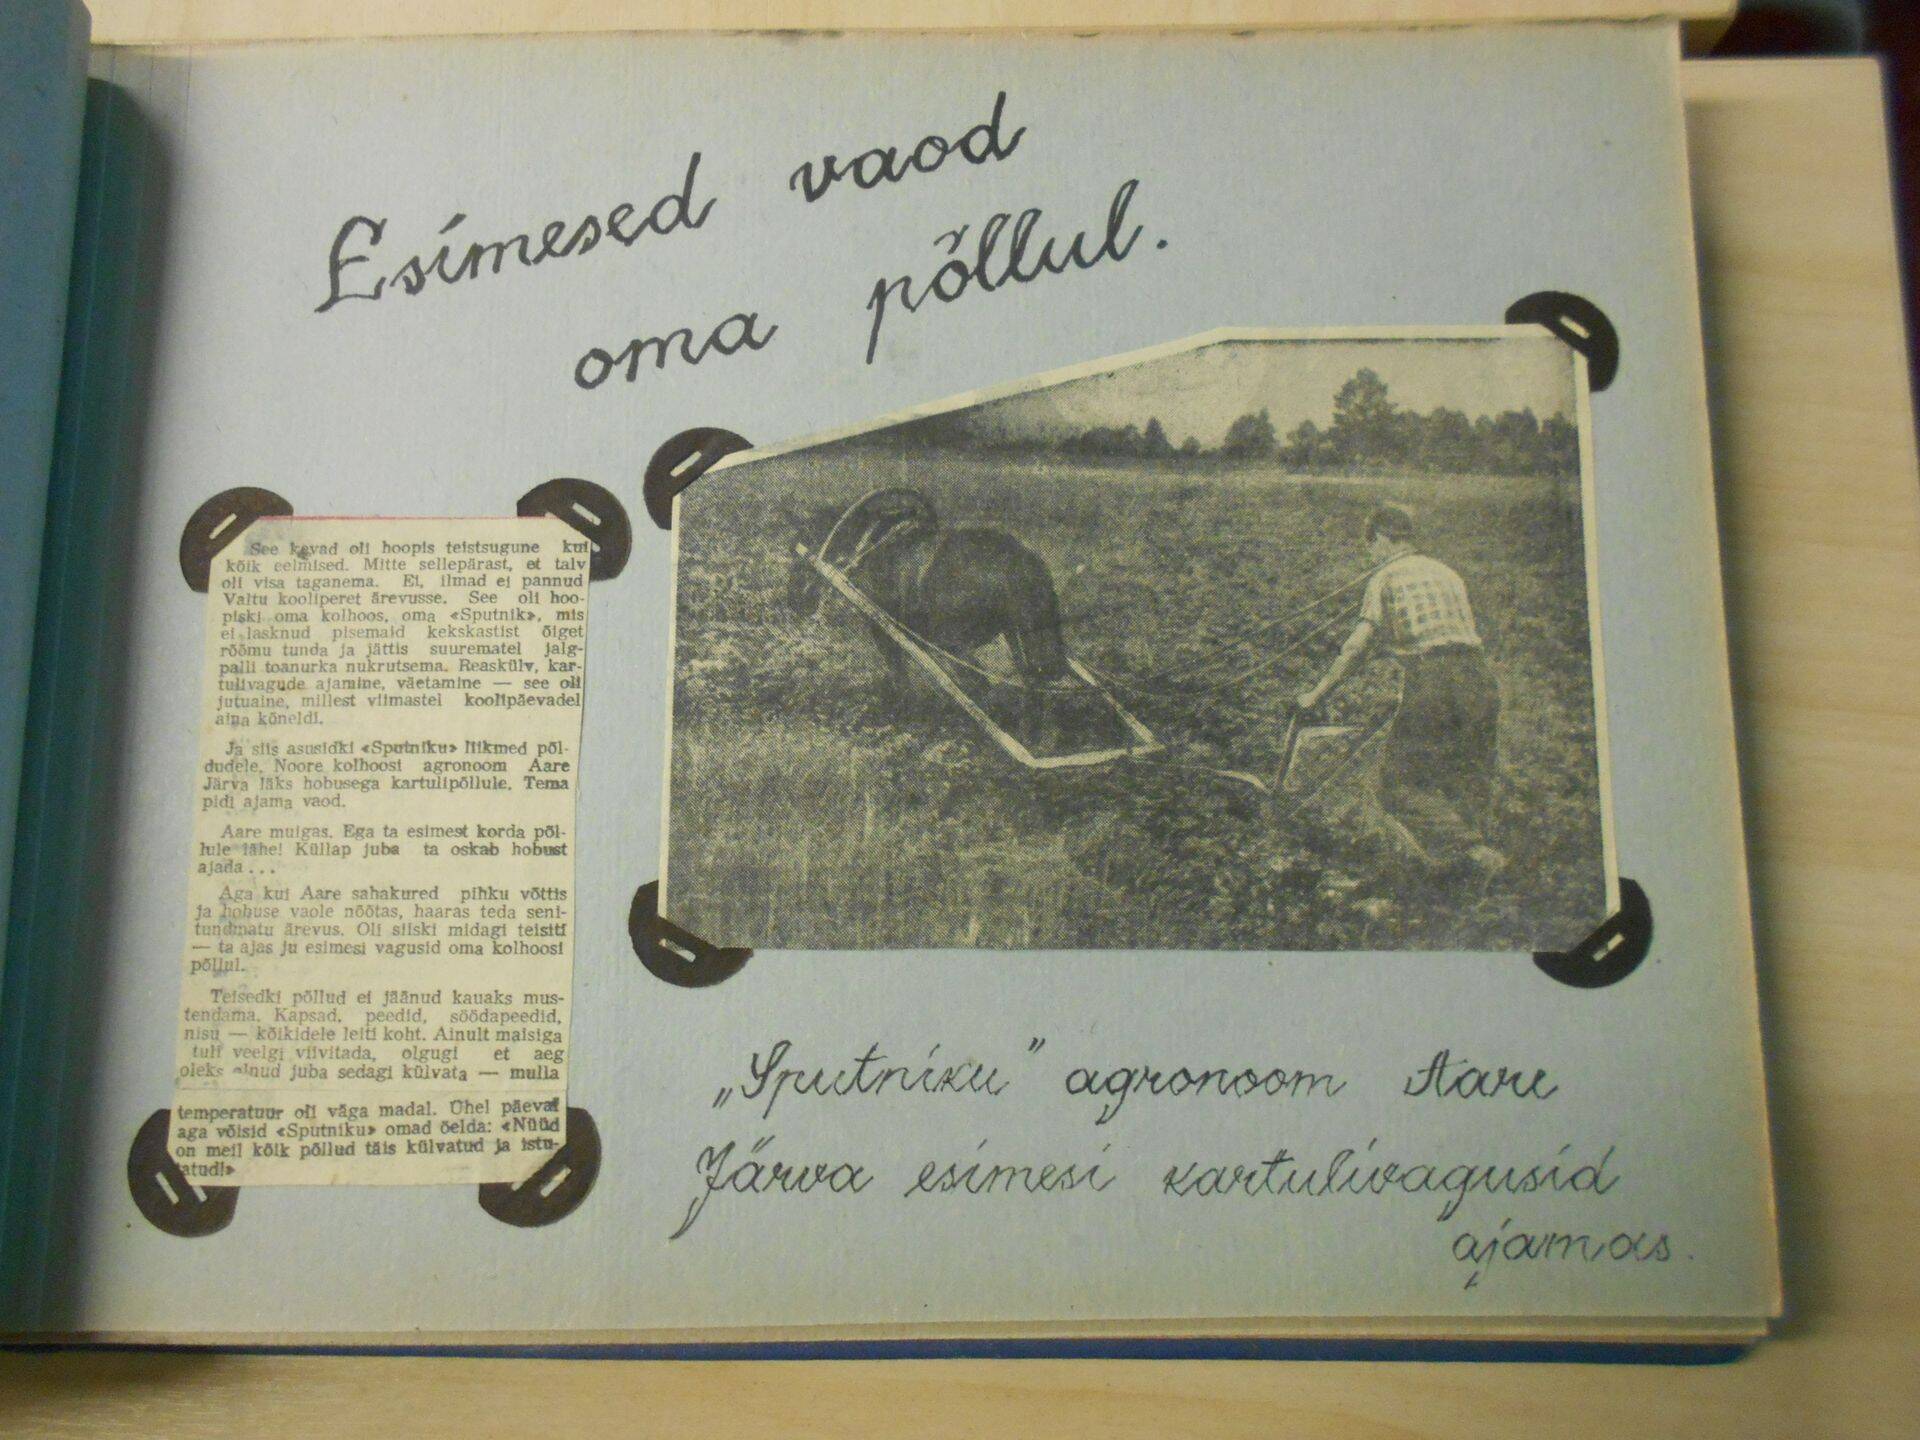 Esimesed vaod
oma põllul.
See kevad oli hoopis teistsugune kui
kõik eelmised. Mitte sellepärast, et talv
oli visa taganema. Ei, ilmad ei pannud
Valtu kooliperet ärevusse. See oli hoo-
piski oma kolhoos, oma «Sputnik», mis
ei lasknud pisemaid kekskastist õiget
rõõmu tunda ja jättis suurematel jalg-
palli toanurka nukrutsema. Reaskülv, kar-
tulivagude ajamine, väetamine — see oli
jutuaine, millest viimastel koolipäevadel
aina kõneldi.
Ja siis asusidki «Sputniku» liikmed põl-
dudele. Noore kolhoosi agronoom Aare
Järva läks hobusega kartulipõllule. Tema
pidi ajama vaod.
Aare muigas. Ega ta esimest korda põl-
lule lähe! Küllap juba ta oskab hobust
ajada ...
Aga kui Aare sahakured pihku võttis
ja hobuse vaole nõõtas, haaras teda seni-
tundmatu ärevus. Oli siiski midagi teisiti
— ta ajas ju esimesi vagusid oma kolhoosi
põllul.
Teisedki põllud ei jäänud kauaks mus-
tendama. Kapsad, peedid, söödapeedid,
nisu — kõikidele leiti koht. Ainult maisiga
tuli veelgi viivitada, olgugi et aeg
oleks olnud juba sedagi külvata — mulla
temperatuur oli väga madal. Ühel päeval
aga võisid «Sputniku» omad öelda: «Nüüd
on meil kõik põllud täis külvatud ja istu-
tatud!»
„Sputniku” agronoom Aare
Järva esimesi kartulivagusid
ajamas.